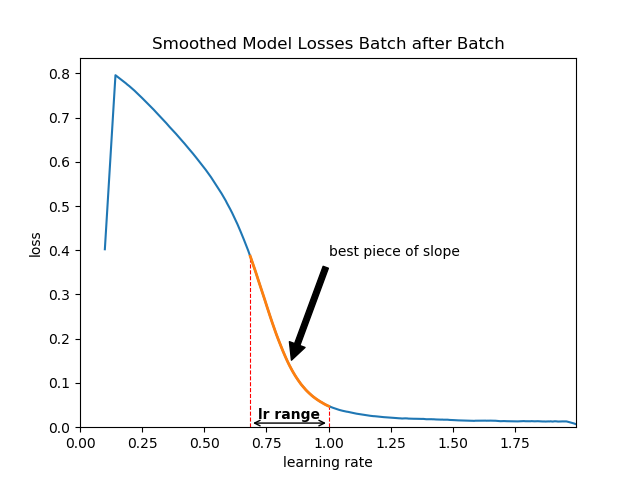 Smoothed Model Losses Batch after Batch
0.8
0.7
0.6
0.5
0.4
0.3
0.2
0.1
0.0
loss
best piece of slope
lr range
0.00 0.25 0.50 0.75 1.00 1.25 1.50 1.75
learning rate